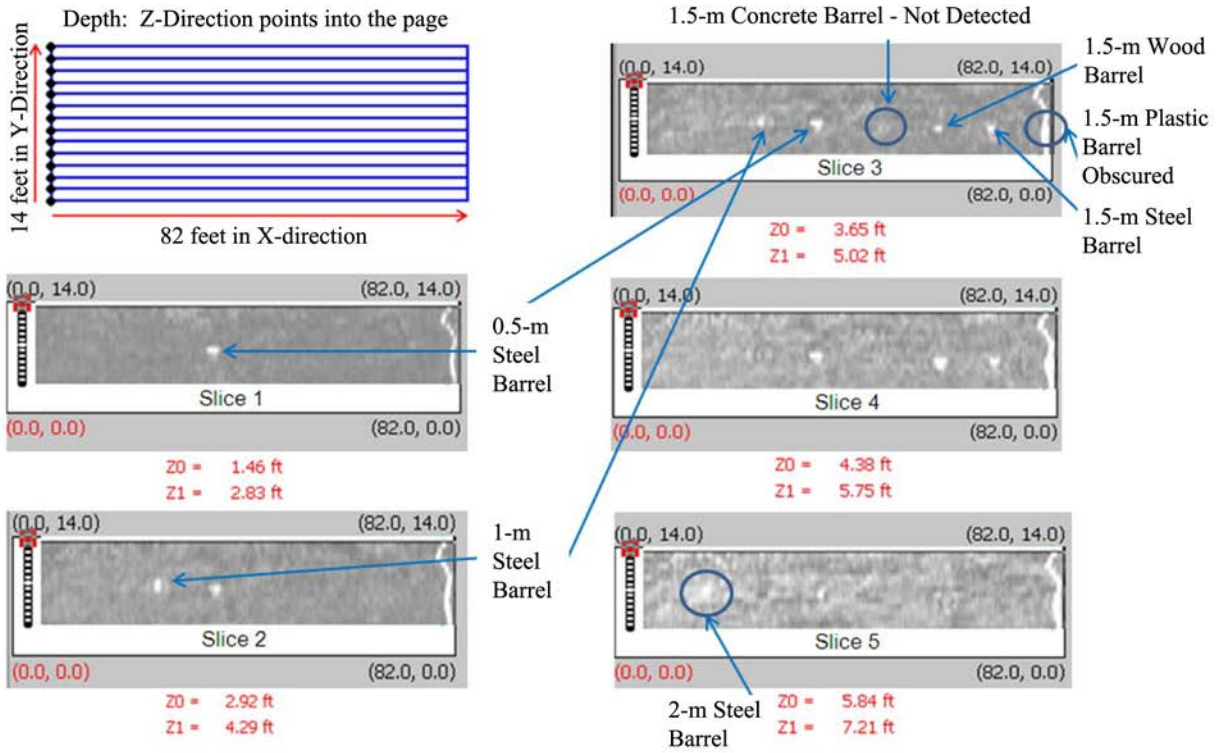 Depth: Z-Direction points into the page
14 feet in Y-Direction
82 feet in X-direction
1.5-m Concrete Barrel - Not Detected
(0.0, 14.0)
(82.0, 14.0)
Slice 3
(0.0, 0.0)
(82.0, 0.0)
Z0 = 3.65 ft
Z1 = 5.02 ft
1.5-m Wood
Barrel
1.5-m Plastic
Barrel
Obscured
1.5-m Steel
Barrel
(0.0, 14.0)
(82.0, 14.0)
Slice 1
(0.0, 0.0)
(82.0, 0.0)
Z0 = 1.46 ft
Z1 = 2.83 ft
0.5-m
Steel
Barrel
(0.0, 14.0)
(82.0, 14.0)
Slice 4
(0.0, 0.0)
(82.0, 0.0)
Z0 = 4.38 ft
Z1 = 5.75 ft
(0.0, 14.0)
(82.0, 14.0)
Slice 2
(0.0, 0.0)
(82.0, 0.0)
Z0 = 2.92 ft
Z1 = 4.29 ft
1-m
Steel
Barrel
(0.0, 14.0)
(82.0, 14.0)
Slice 5
(0.0, 0.0)
(82.0, 0.0)
2-m Steel
Barrel
Z0 = 5.84 ft
Z1 = 7.21 ft